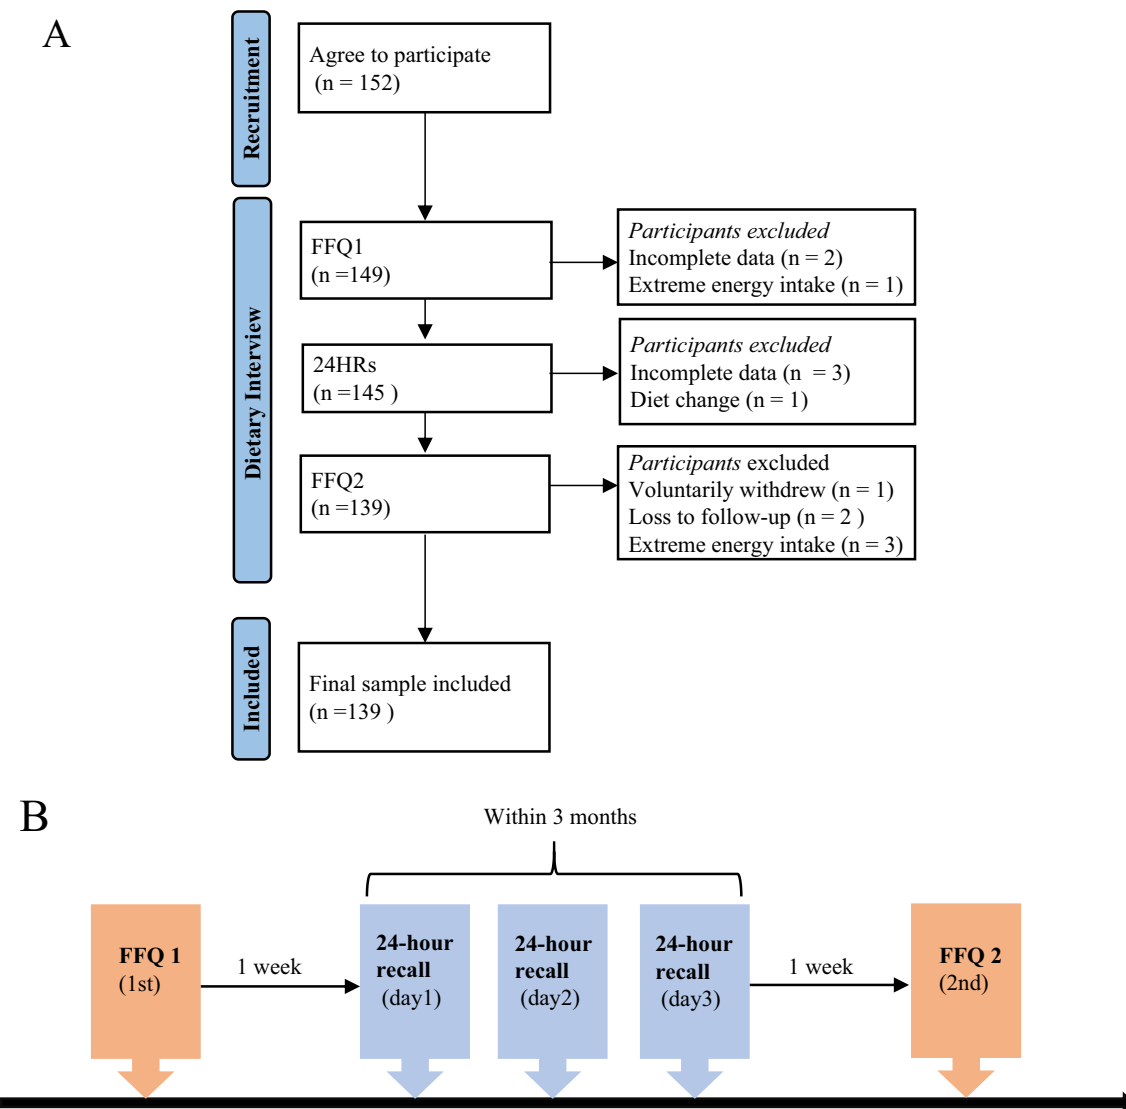 A
Recruitment
Agree to participate
(n = 152)
Dietary Interview
FFQ1
(n =149)
Participants excluded
Incomplete data (n = 2)
Extreme energy intake (n = 1)
24HRs
(n =145 )
Participants excluded
Incomplete data (n  = 3)
Diet change (n = 1)
FFQ2
(n =139)
Participants excluded
Voluntarily withdrew (n = 1)
Loss to follow-up (n = 2 )
Extreme energy intake (n = 3)
Included
Final sample included
(n =139 )
B
Within 3 months
FFQ 1
(1st)
1 week
24-hour
recall
(day1)
24-hour
recall
(day2)
24-hour
recall
(day3)
1 week
FFQ 2
(2nd)